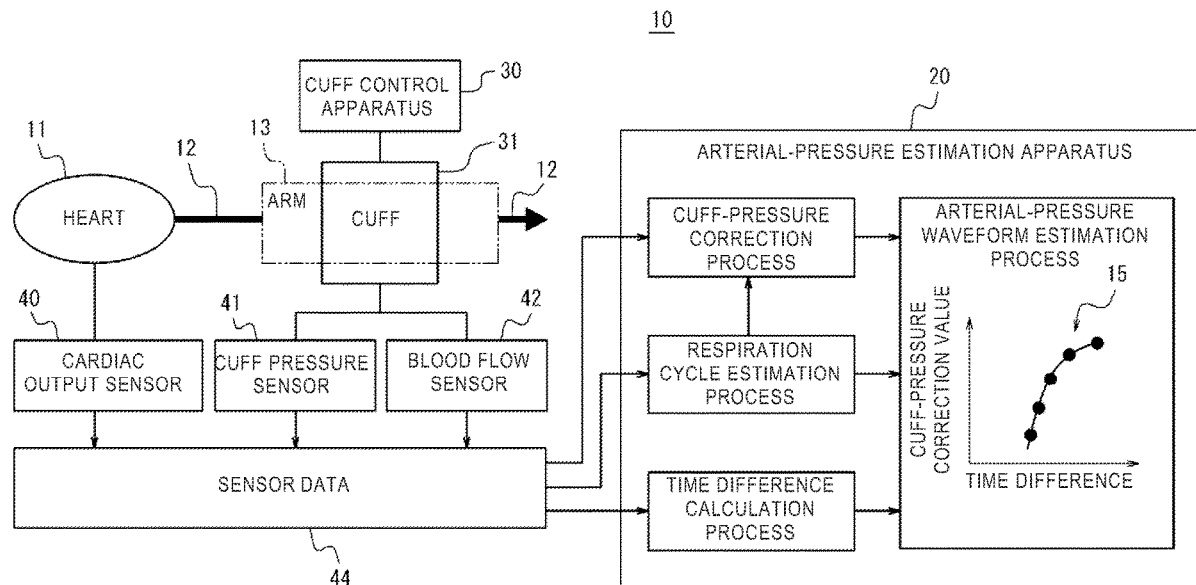 10
CUFF CONTROL
APPARATUS
30
20
11
12
13
31
12
ARTERIAL-PRESSURE ESTIMATION APPARATUS
HEART
ARM
CUFF
CUFF-PRESSURE
CORRECTION
PROCESS
ARTERIAL-PRESSURE
WAVEFORM ESTIMATION
PROCESS
15
CUFF-PRESSURE
CORRECTION VALUE
TIME DIFFERENCE
40
41
42
CARDIAC
OUTPUT SENSOR
CUFF PRESSURE
SENSOR
BLOOD FLOW
SENSOR
RESPIRATION
CYCLE ESTIMATION
PROCESS
SENSOR DATA
TIME DIFFERENCE
CALCULATION
PROCESS
44